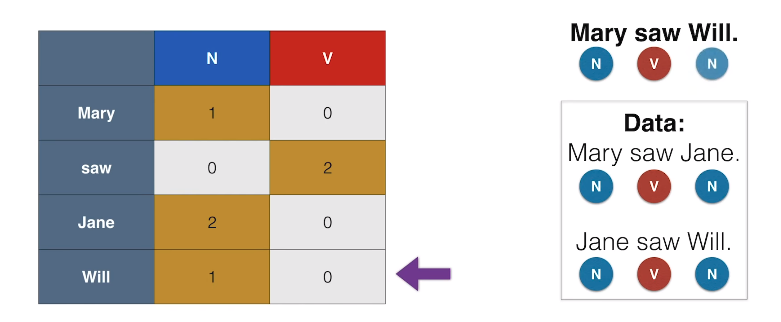 N V
Mary 1 0
saw 0 2
Jane 2 0
Will 1 0
Mary saw Will.
N V N
Data:
Mary saw Jane.
N V N
Jane saw Will.
N V N